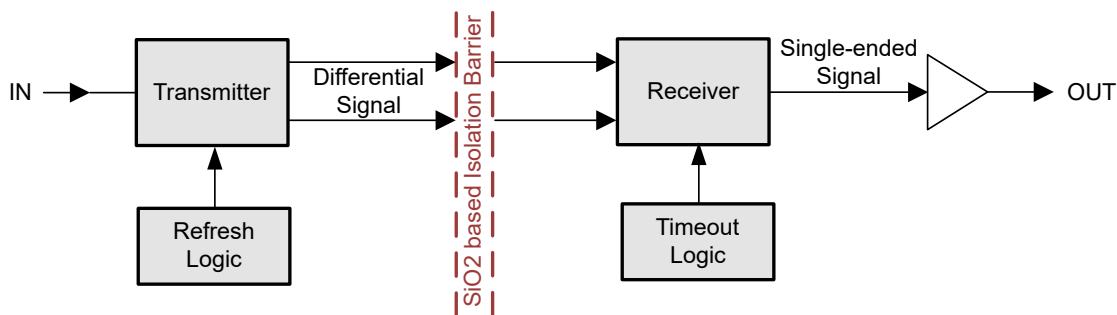 IN
Transmitter
Differential
Signal
SiO2 based Isolation Barrier
Receiver
Single-ended
Signal
OUT
Refresh
Logic
Timeout
Logic